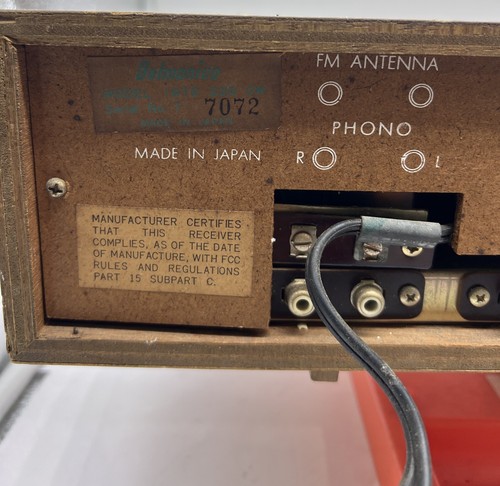 FM ANTENNA
7072
PHONO
MADE IN JAPAN R L
MANUFACTURER CERTIFIES
THAT THIS RECEIVER
COMPLIES, AS OF THE DATE
OF MANUFACTURE, WITH FCC
RULES AND REGULATIONS
PART 15 SUBPART C.